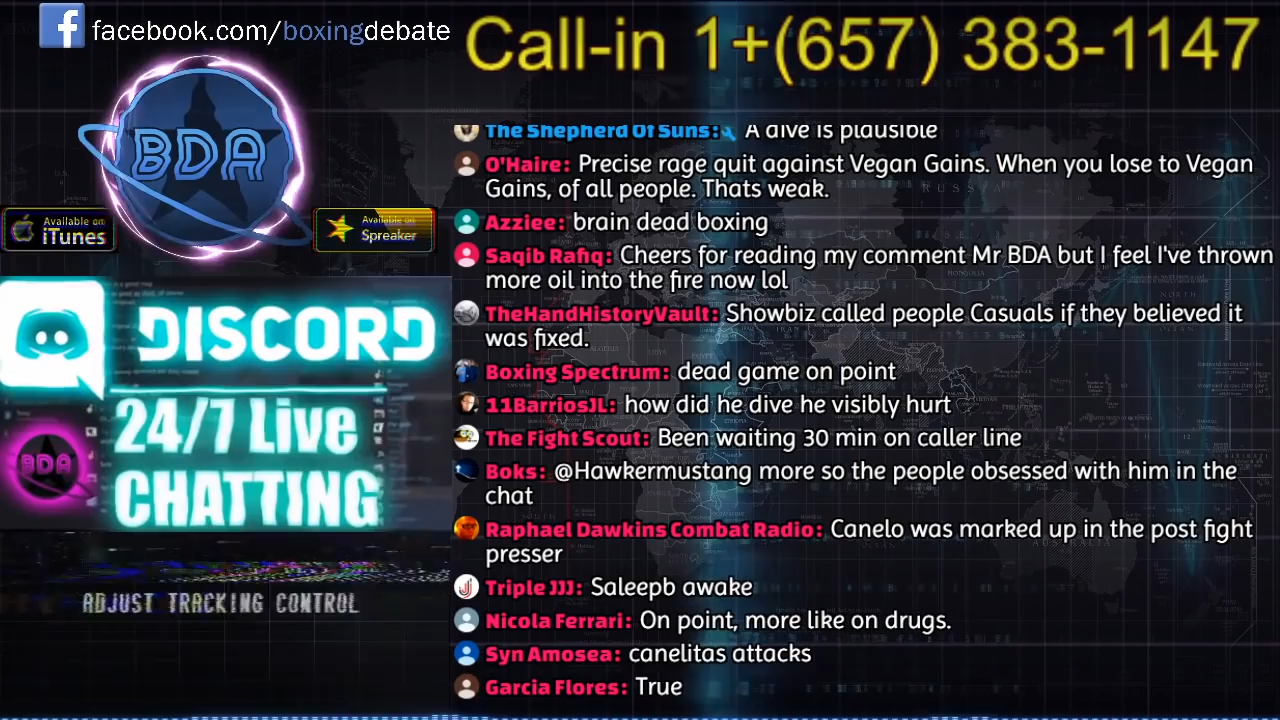 facebook.com/boxingdebate
Call-in 1+(657) 383-1147
BDA
Available on
iTunes
Available on
Spreaker
DISCORD
24/7 Live
CHATTING
BDA
ADJUST TRACKING CONTROL
The Shepherd Of Suns: A dive is plausible
O'Haire: Precise rage quit against Vegan Gains. When you lose to Vegan
Gains, of all people. Thats weak.
Azziee: brain dead boxing
Saqib Rafiq: Cheers for reading my comment Mr BDA but I feel I've thrown
more oil into the fire now lol
TheHandHistoryVault: Showbiz called people Casuals if they believed it
was fixed.
Boxing Spectrum: dead game on point
11BarriosJL: how did he dive he visibly hurt
The Fight Scout: Been waiting 30 min on caller line
Boks: @Hawkermustang more so the people obsessed with him in the
chat
Raphael Dawkins Combat Radio: Canelo was marked up in the post fight
presser
Triple JJJ: Saleepb awake
Nicola Ferrari: On point, more like on drugs.
Syn Amosea: canelitas attacks
Garcia Flores: True